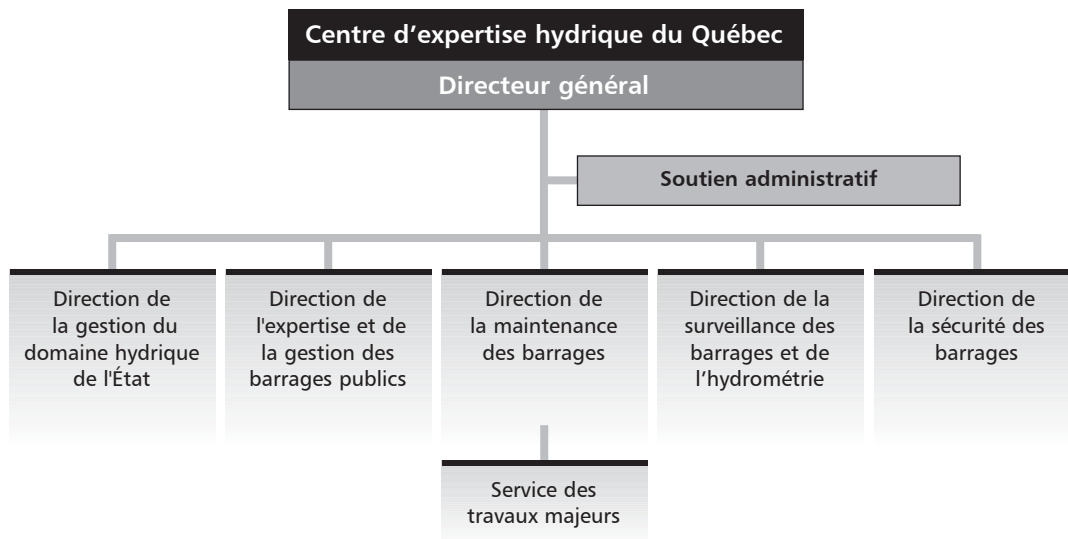 Centre d’expertise hydrique du Québec
Directeur général
Soutien administratif
Direction de
la gestion du
domaine hydrique
de l'État
Direction de
l'expertise et de
la gestion des
barrages publics
Direction de
la maintenance
des barrages
Direction de la
surveillance des
barrages et de
l’hydrométrie
Direction de
la sécurité des
barrages
Service des
travaux majeurs